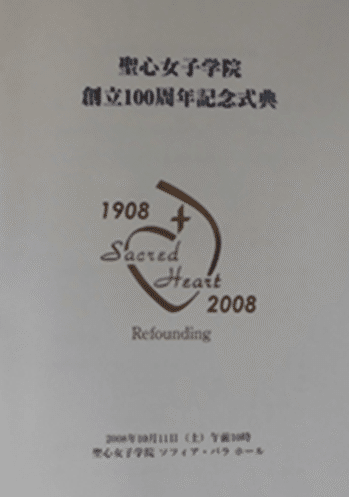 聖心女子学院
創立100周年記念式典
1908
Sacred
Heart
2008
Refounding
2008年10月11日（土）午前10時
聖心女子学院 ソフィア・バラ ホール